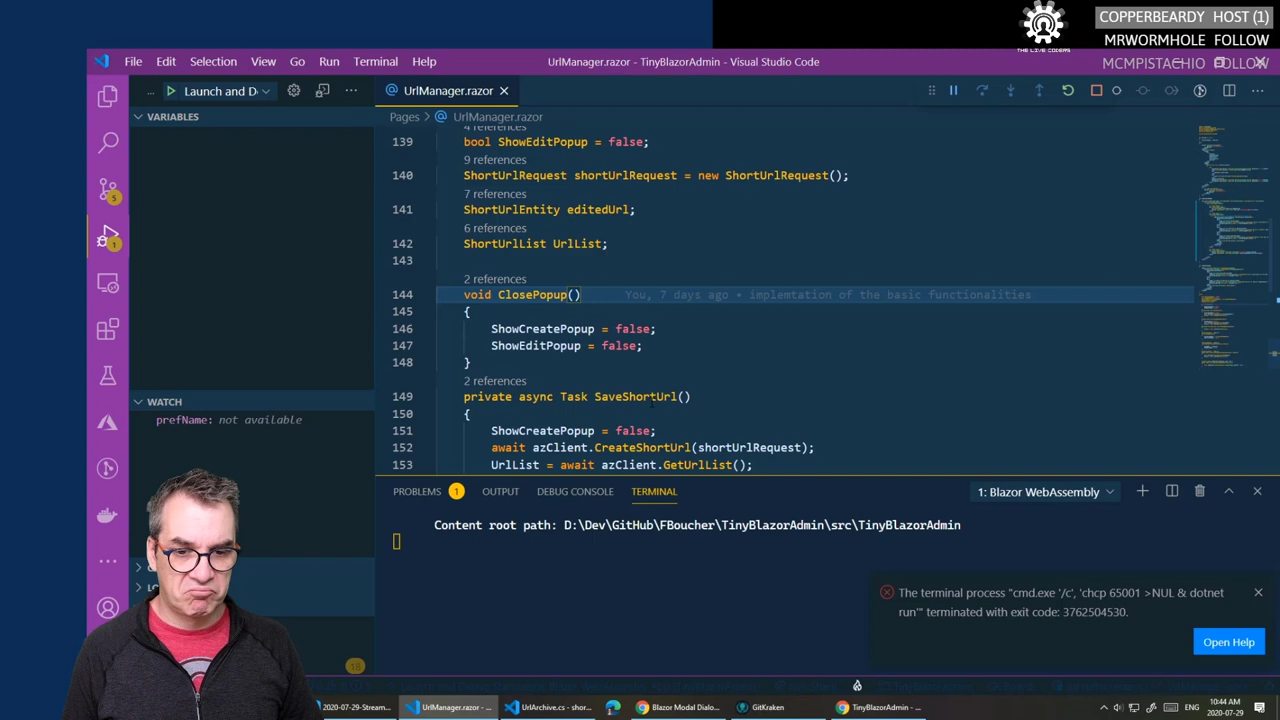 COPPERBEARDY HOST (1)
MRWORMHOLE FOLLOW
MCMPISTACHIO FOLLOW
THE LIVE CODERS
File Edit Selection View Go Run Terminal Help
UrlManager.razor - TinyBlazorAdmin - Visual Studio Code
... Launch and D
UrlManager.razor
VARIABLES
Pages > UrlManager.razor
4 references
139 bool ShowEditPopup = false;
9 references
140 ShortUrlRequest shortUrlRequest = new ShortUrlRequest();
7 references
141 ShortUrlEntity editedUrl;
6 references
142 ShortUrlList UrlList;
143
2 references
144 void ClosePopup() You, 7 days ago • implemtation of the basic functionalities
145 {
146 ShowCreatePopup = false;
147 ShowEditPopup = false;
148 }
2 references
149 private async Task SaveShortUrl()
150 {
151 ShowCreatePopup = false;
152 await azClient.CreateShortUrl(shortUrlRequest);
153 UrlList = await azClient.GetUrlList();
5
1
WATCH
prefName: not available
PROBLEMS 1 OUTPUT DEBUG CONSOLE TERMINAL
1: Blazor WebAssembly
Content root path: D:\Dev\GitHub\FBoucher\TinyBlazorAdmin\src\TinyBlazorAdmin
The terminal process "cmd.exe '/c', 'chcp 65001 >NUL & dotnet
run'" terminated with exit code: 3762504530.
Open Help
18
2020-07-29-Stream... UrlManager.razor - ... UrlArchive.cs - shor... Blazor Modal Dialo... GitKraken TinyBlazorAdmin - ...
10:44 AM
2020-07-29